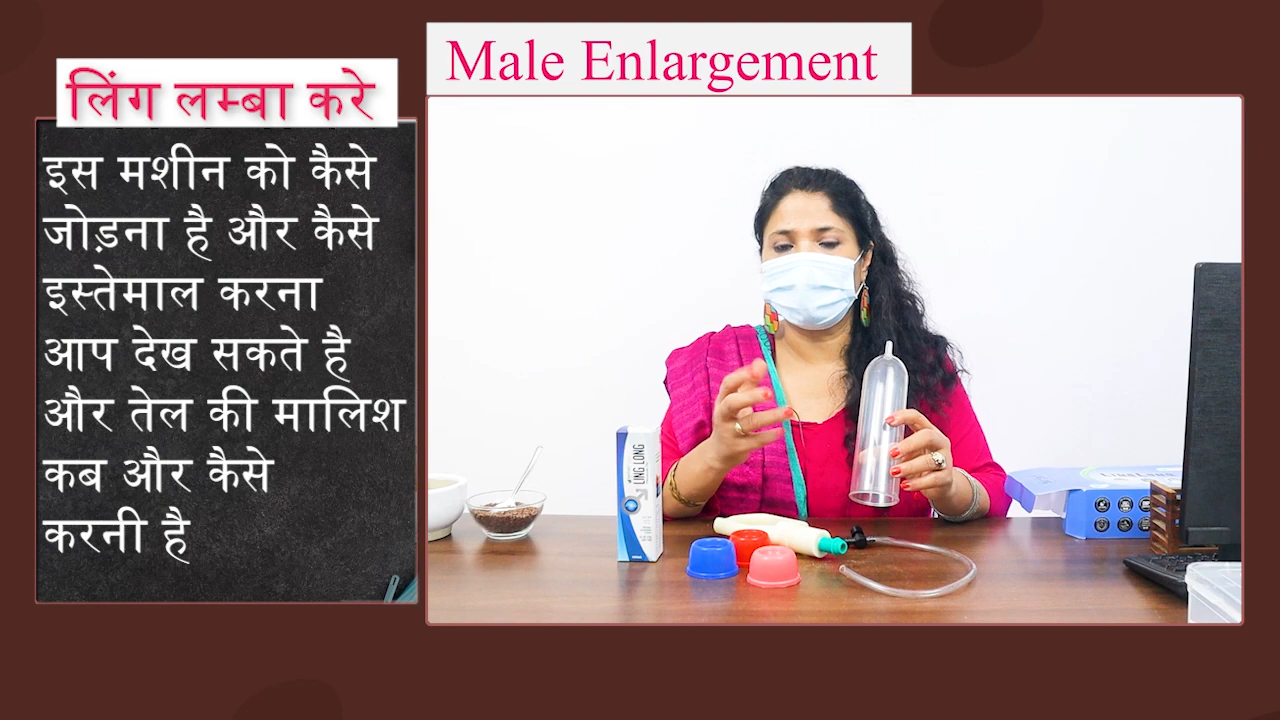 Male Enlargement
लिंग लम्बा करे
इस मशीन को कैसे
जोड़ना है और कैसे
इस्तेमाल करना
आप देख सकते है
और तेल की मालिश
कब और कैसे
करनी है
LING LONG